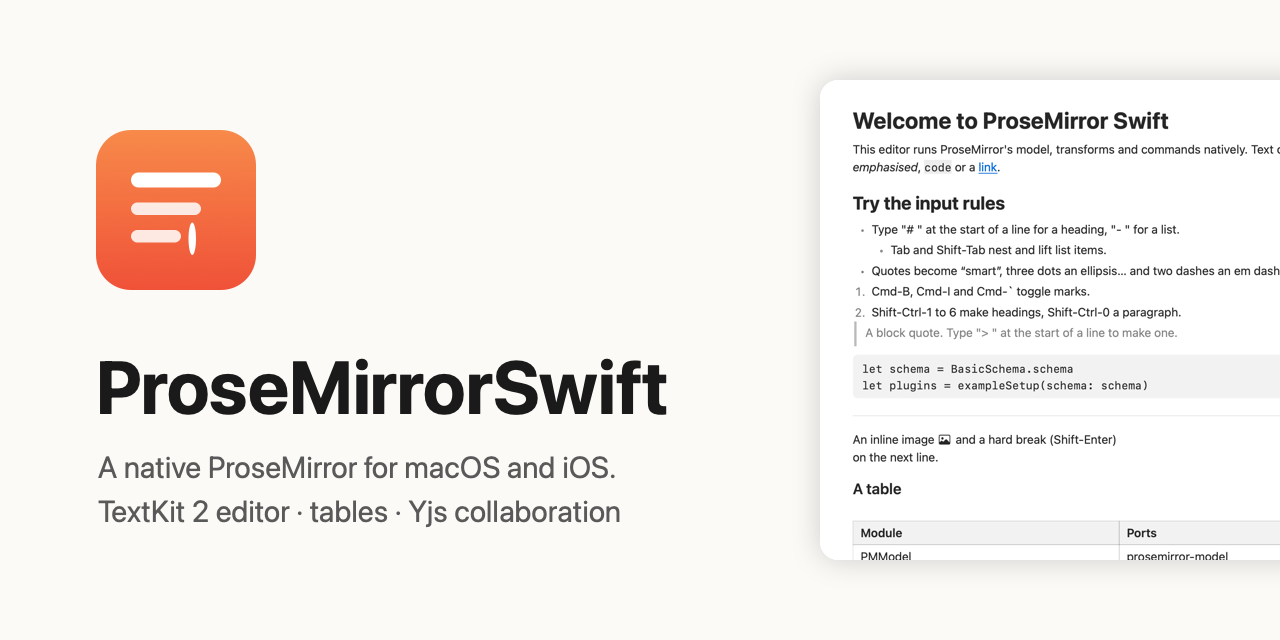 ProseMirrorSwift
A native ProseMirror for macOS and iOS.
TextKit 2 editor · tables · Yjs collaboration
Welcome to ProseMirror Swift
This editor runs ProseMirror's model, transforms and commands natively. Text
emphasised, code or a link.
Try the input rules
• Type "# " at the start of a line for a heading, "- " for a list.
• Tab and Shift-Tab nest and lift list items.
• Quotes become “smart”, three dots an ellipsis… and two dashes an em dash
1. Cmd-B, Cmd-I and Cmd-` toggle marks.
2. Shift-Ctrl-1 to 6 make headings, Shift-Ctrl-0 a paragraph.
A block quote. Type "> " at the start of a line to make one.
let schema = BasicSchema.schema
let plugins = exampleSetup(schema: schema)
An inline image and a hard break (Shift-Enter)
on the next line.
A table
Module Ports
PMModel prosemirror-model